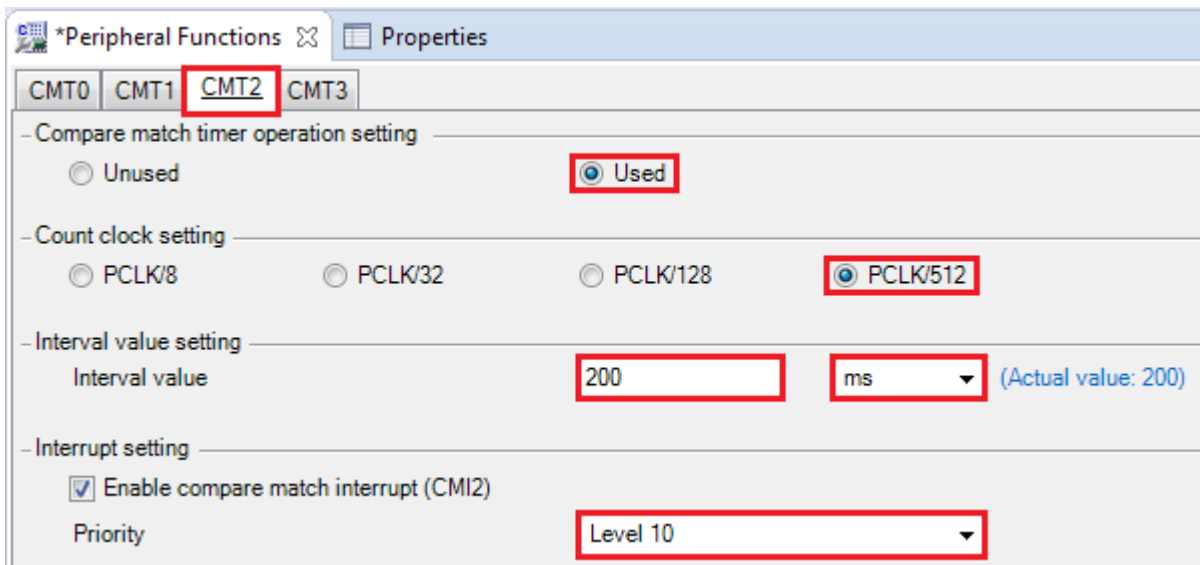 *Peripheral Functions Properties
CMT0 CMT1 CMT2 CMT3
Compare match timer operation setting
Unused Used
Count clock setting
PCLK/8 PCLK/32 PCLK/128 PCLK/512
Interval value setting
Interval value 200 ms (Actual value: 200)
Interrupt setting
Enable compare match interrupt (CMI2)
Priority Level 10